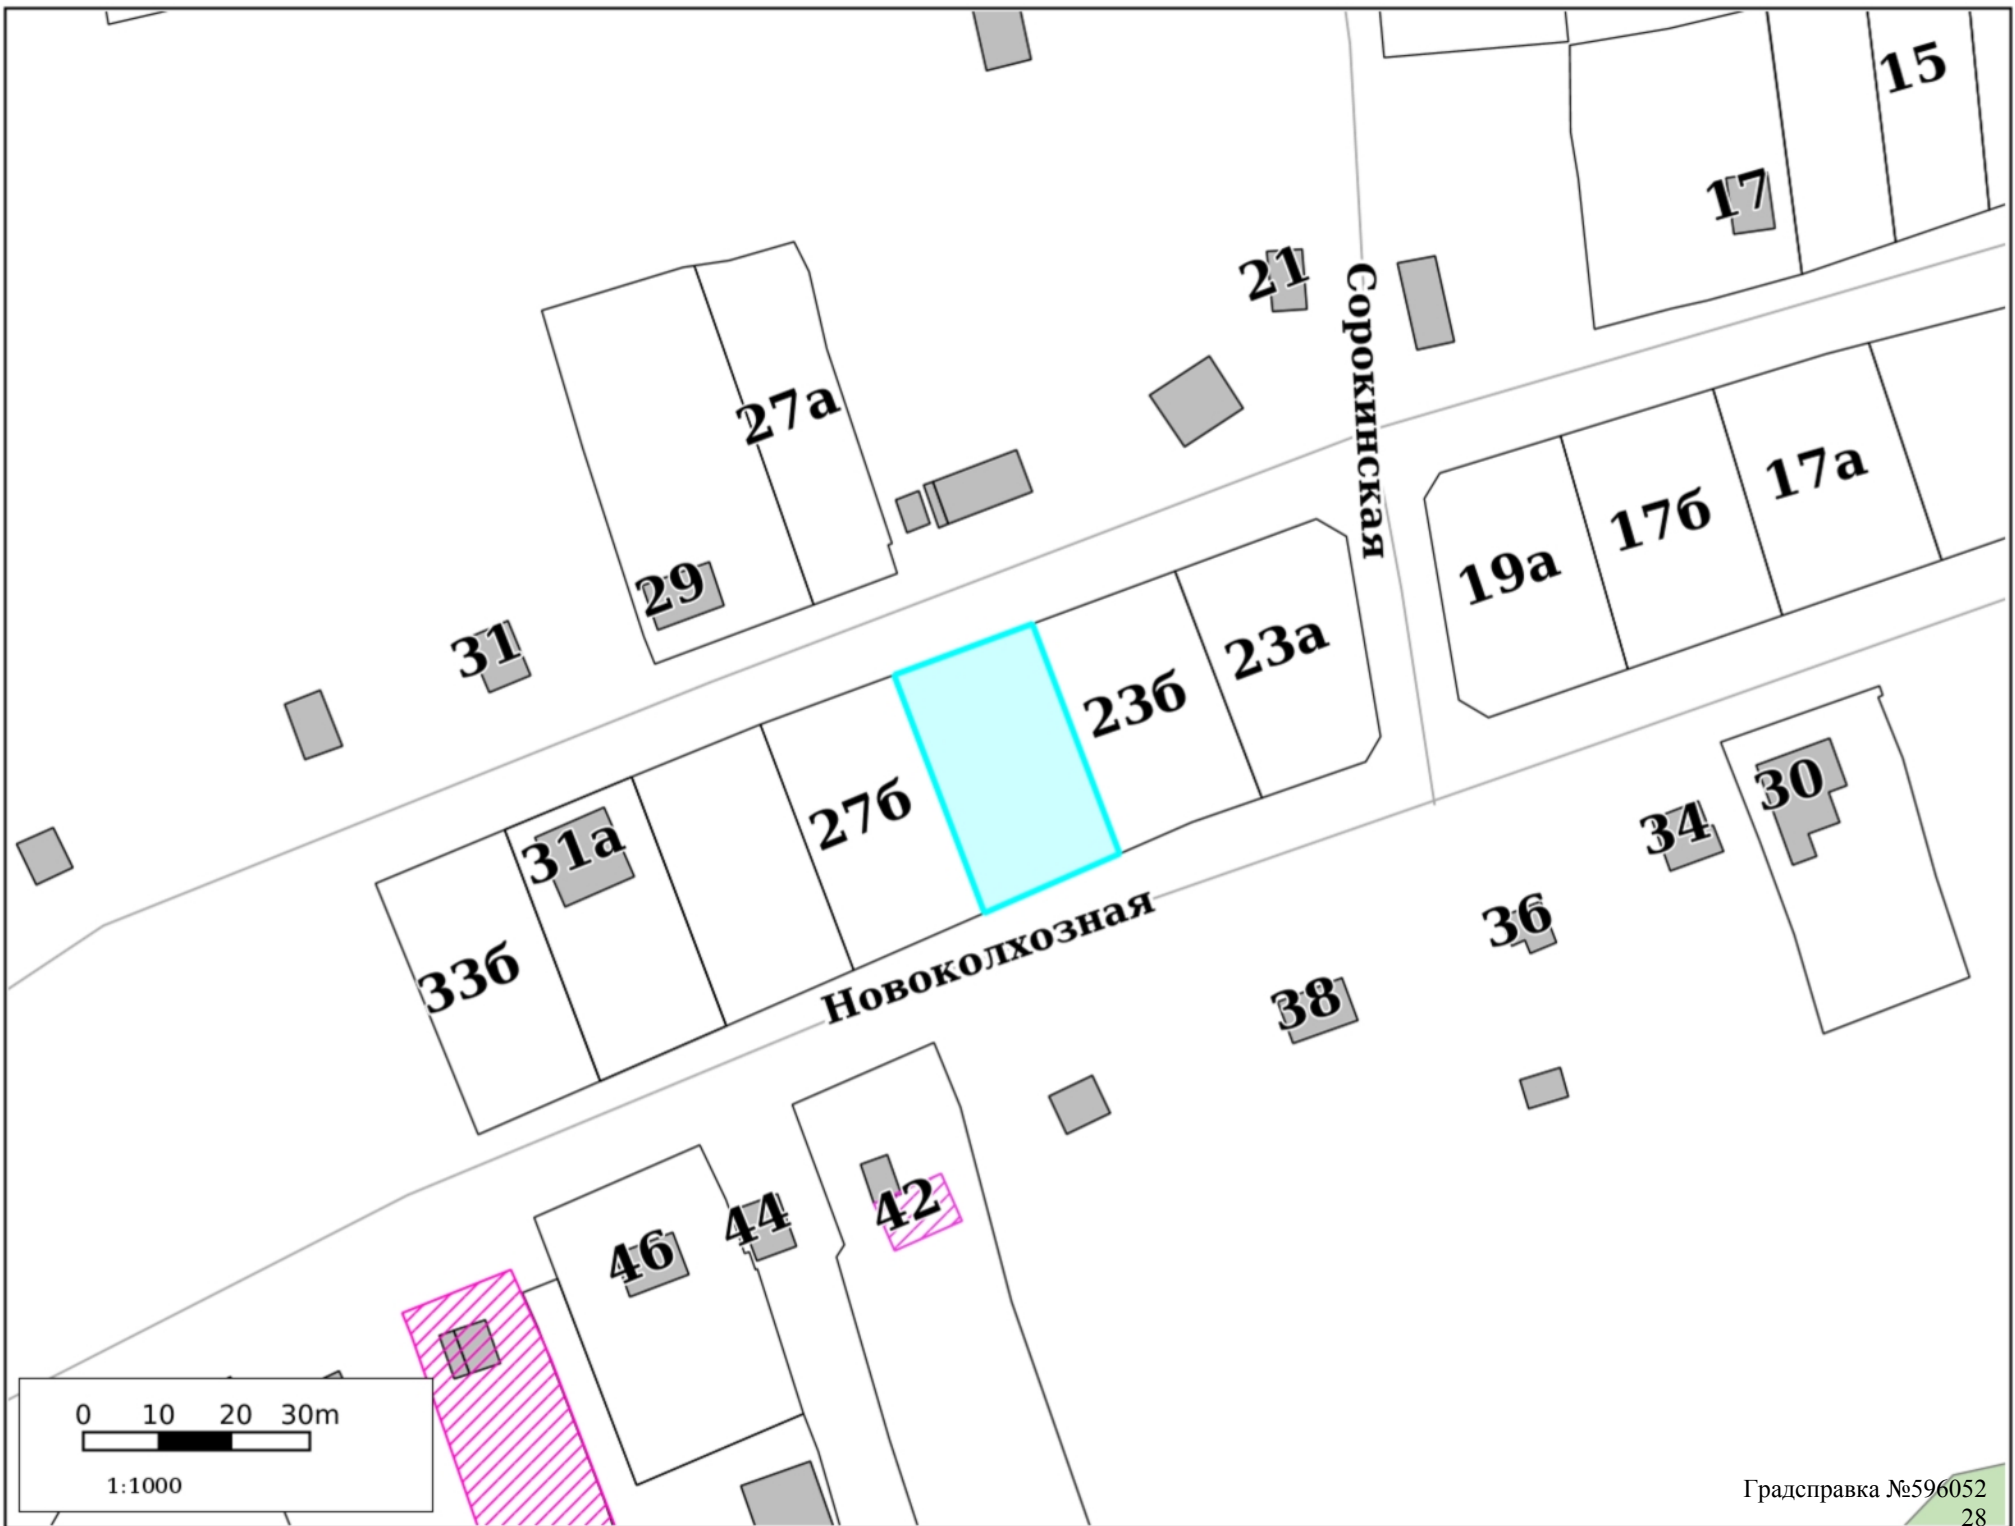 15
17
21
Сорокинская
27а
17а
17б
19а
29
31
23а
23б
27б
31а
33б
30
34
36
38
Новоколхозная
42
44
46
0 10 20 30m
1:1000
Градсправка №596052
28